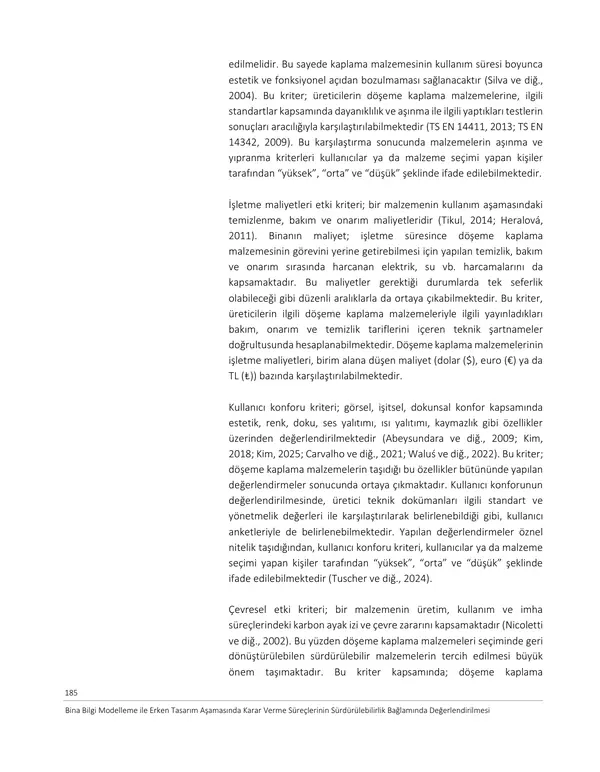 edilmelidir. Bu sayede kaplama malzemesinin kullanım süresi boyunca
estetik ve fonksiyonel açıdan bozulmaması sağlanacaktır (Silva ve diğ.,
2004). Bu kriter; üreticilerin döşeme kaplama malzemelerine, ilgili
standartlar kapsamında dayanıklılık ve aşınma ile ilgili yaptıkları testlerin
sonuçları aracılığıyla karşılaştırılabilmektedir (TS EN 14411, 2013; TS EN
14342, 2009). Bu karşılaştırma sonucunda malzemelerin aşınma ve
yıpranma kriterleri kullanıcılar ya da malzeme seçimi yapan kişiler
tarafından “yüksek”, “orta” ve “düşük” şeklinde ifade edilebilmektedir.
İşletme maliyetleri etki kriteri; bir malzemenin kullanım aşamasındaki
temizlenme, bakım ve onarım maliyetleridir (Tikul, 2014; Heralová,
2011). Binanın maliyet; işletme süresince döşeme kaplama
malzemesinin görevini yerine getirebilmesi için yapılan temizlik, bakım
ve onarım sırasında harcanan elektrik, su vb. harcamalarını da
kapsamaktadır. Bu maliyetler gerektiği durumlarda tek seferlik
olabileceği gibi düzenli aralıklarla da ortaya çıkabilmektedir. Bu kriter,
üreticilerin ilgili döşeme kaplama malzemeleriyle ilgili yayınladıkları
bakım, onarım ve temizlik tariflerini içeren teknik şartnameler
doğrultusunda hesaplanabilmektedir. Döşeme kaplama malzemelerinin
işletme maliyetleri, birim alana düşen maliyet (dolar ($), euro (€) ya da
TL (₺)) bazında karşılaştırılabilmektedir.
Kullanıcı konforu kriteri; görsel, işitsel, dokunsal konfor kapsamında
estetik, renk, doku, ses yalıtımı, ısı yalıtımı, kaymazlık gibi özellikler
üzerinden değerlendirilmektedir (Abeysundara ve diğ., 2009; Kim,
2018; Kim, 2025; Carvalho ve diğ., 2021; Waluś ve diğ., 2022). Bu kriter;
döşeme kaplama malzemelerin taşıdığı bu özellikler bütününde yapılan
değerlendirmeler sonucunda ortaya çıkmaktadır. Kullanıcı konforunun
değerlendirilmesinde, üretici teknik dokümanları ilgili standart ve
yönetmelik değerleri ile karşılaştırılarak belirlenebildiği gibi, kullanıcı
anketleriyle de belirlenebilmektedir. Yapılan değerlendirmeler öznel
nitelik taşıdığından, kullanıcı konforu kriteri, kullanıcılar ya da malzeme
seçimi yapan kişiler tarafından “yüksek”, “orta” ve “düşük” şeklinde
ifade edilebilmektedir (Tuscher ve diğ., 2024).
Çevresel etki kriteri; bir malzemenin üretim, kullanım ve imha
süreçlerindeki karbon ayak izi ve çevre zararını kapsamaktadır (Nicoletti
ve diğ., 2002). Bu yüzden döşeme kaplama malzemeleri seçiminde geri
dönüştürülebilen sürdürülebilir malzemelerin tercih edilmesi büyük
önem taşımaktadır. Bu kriter kapsamında; döşeme kaplama
185
Bina Bilgi Modelleme ile Erken Tasarım Aşamasında Karar Verme Süreçlerinin Sürdürülebilirlik Bağlamında Değerlendirilmesi